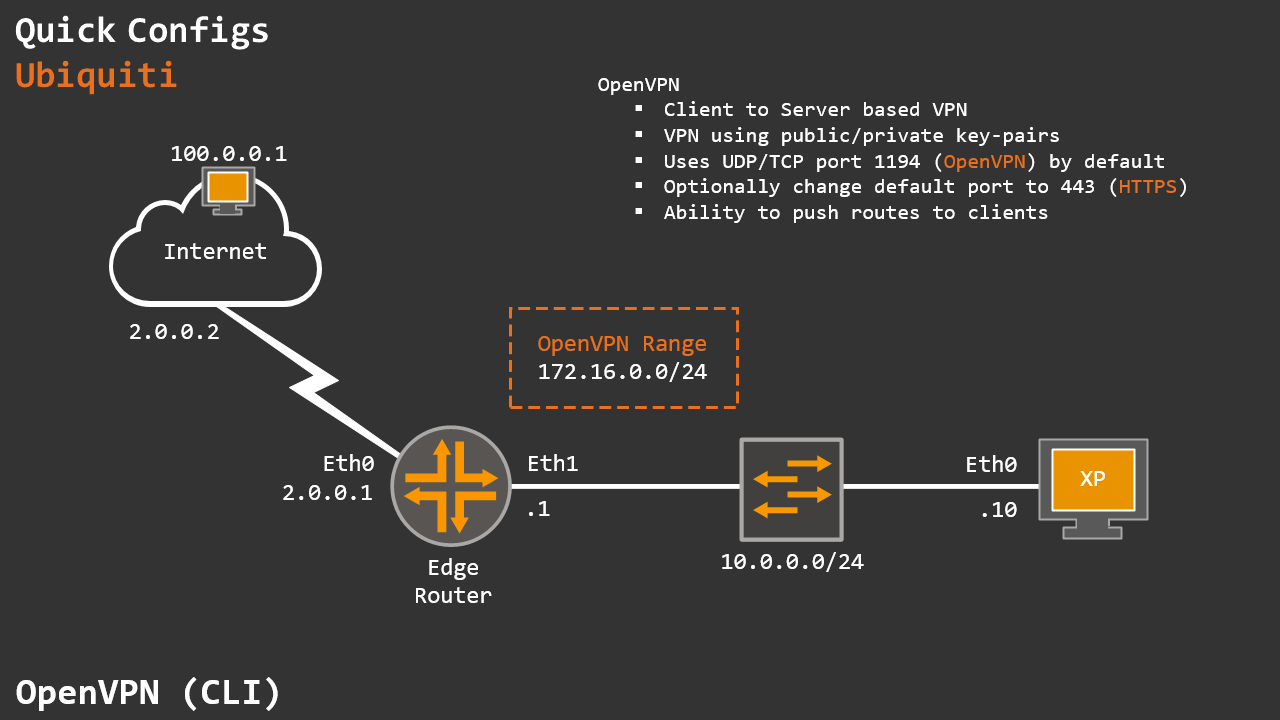 Quick Configs
Ubiquiti
OpenVPN
▪ Client to Server based VPN
▪ VPN using public/private key-pairs
▪ Uses UDP/TCP port 1194 (OpenVPN) by default
▪ Optionally change default port to 443 (HTTPS)
▪ Ability to push routes to clients
100.0.0.1
Internet
2.0.0.2
OpenVPN Range
172.16.0.0/24
Eth0
2.0.0.1
Eth1
.1
Edge
Router
10.0.0.0/24
Eth0
.10
XP
OpenVPN (CLI)